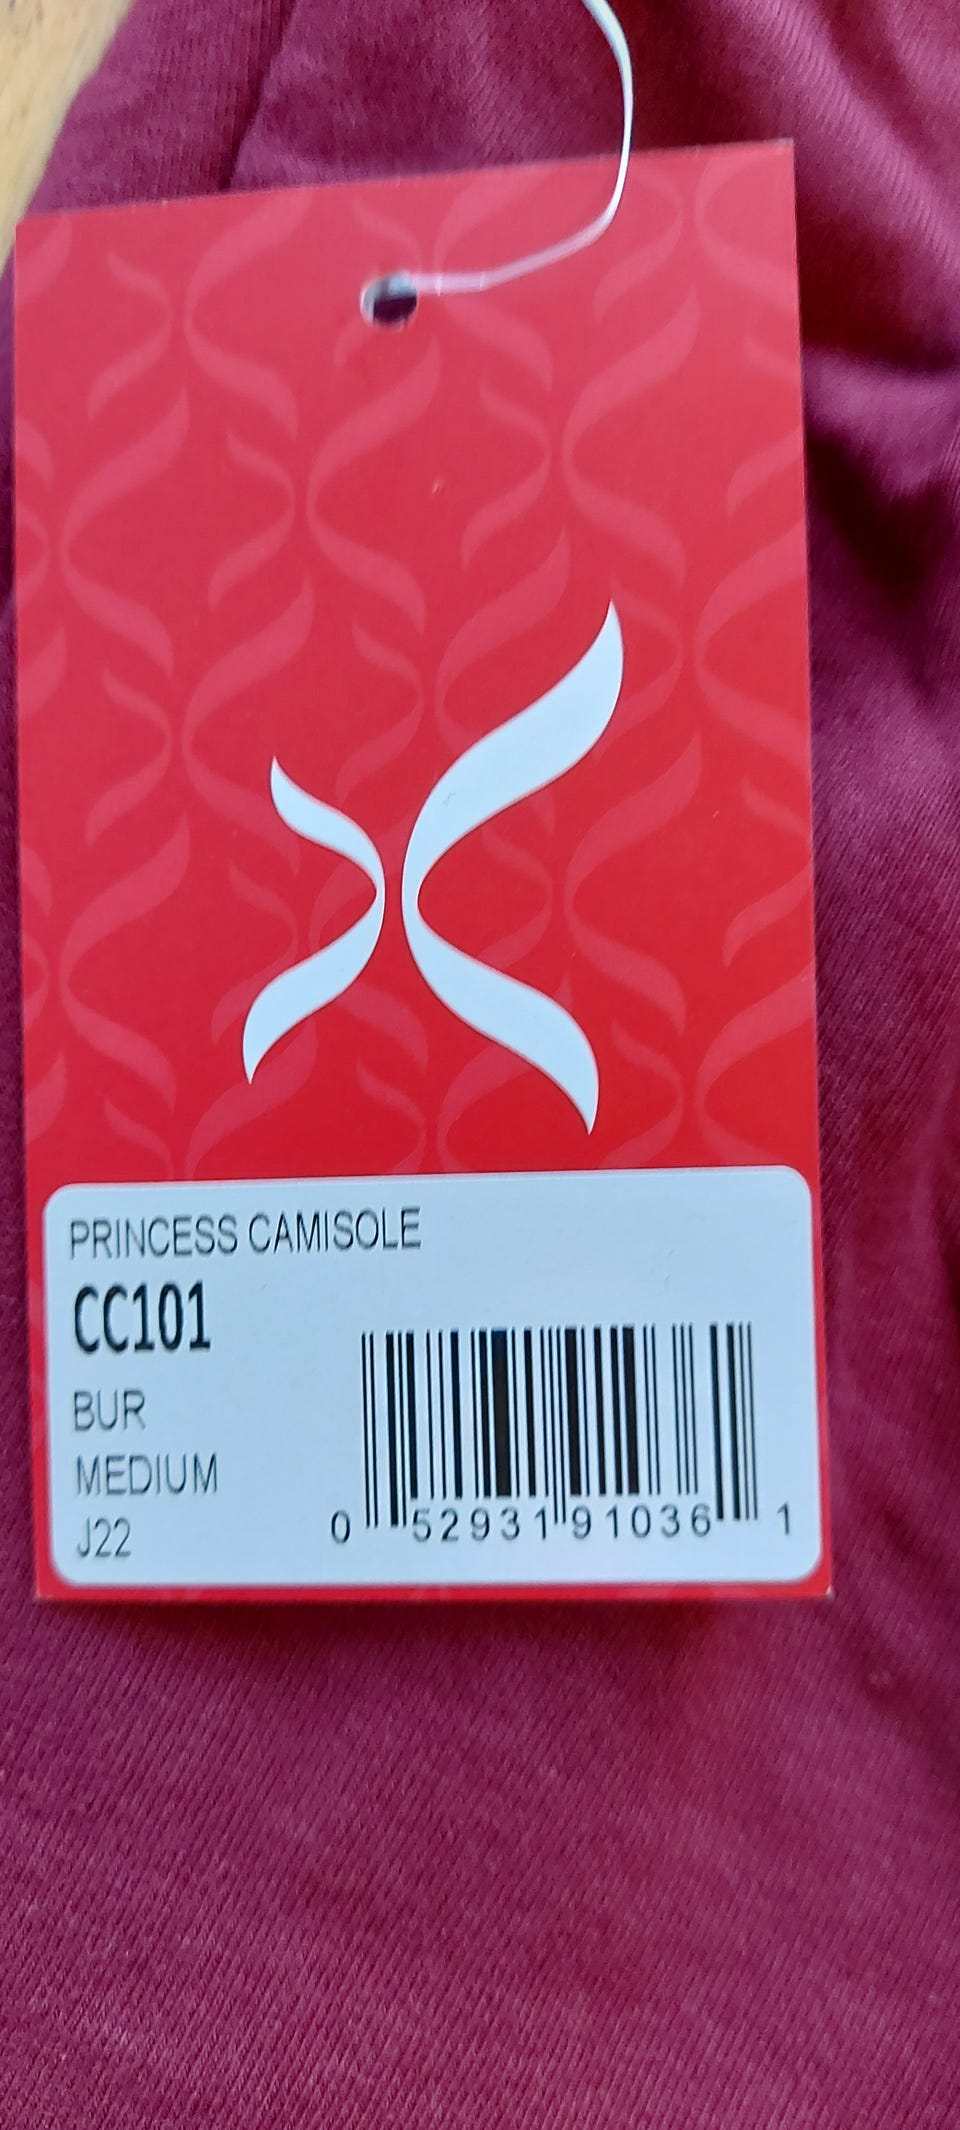 PRINCESS CAMISOLE
CC101
BUR
MEDIUM
J22
0 52931 91036 1